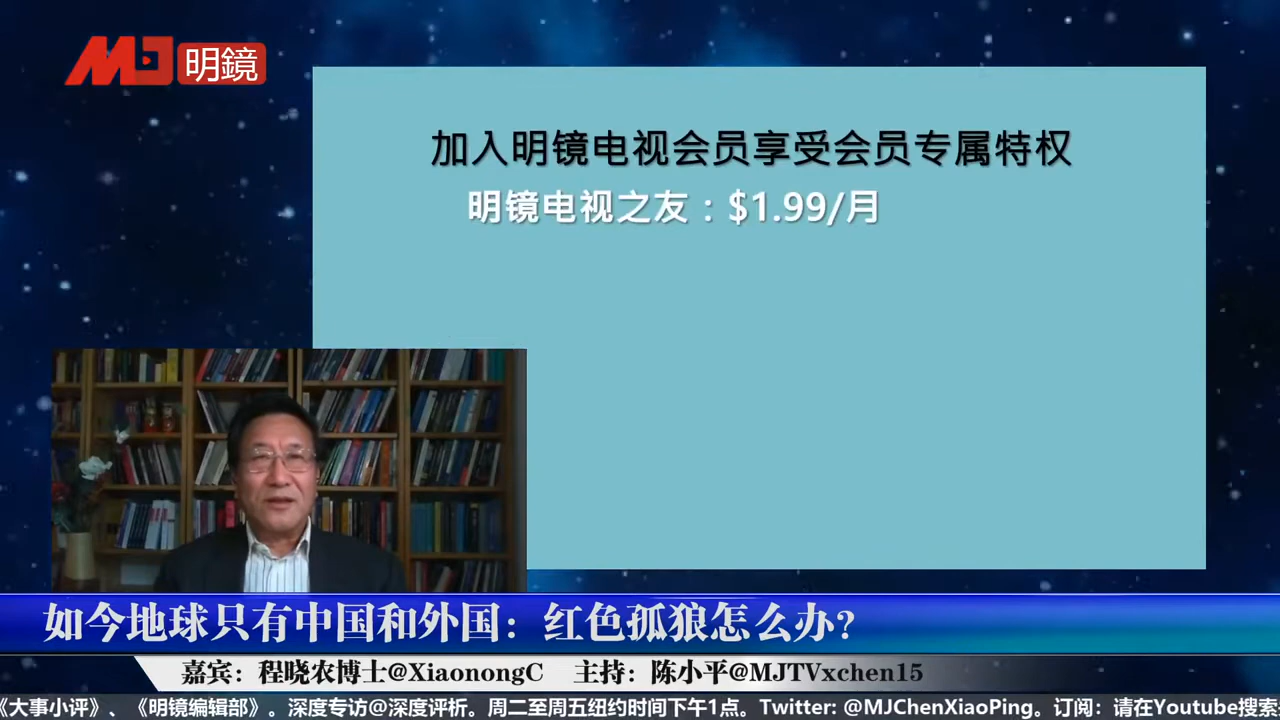 MJ 明鏡
加入明镜电视会员享受会员专属特权
明镜电视之友：$1.99/月
如今地球只有中国和外国：红色孤狼怎么办？
嘉宾：程晓农博士@XiaonongC 主持：陈小平@MJTVxchen15
《大事小评》、《明镜编辑部》。深度专访@深度评析。周二至周五纽约时间下午1点。Twitter: @MJChenXiaoPing。订阅：请在Youtube搜索